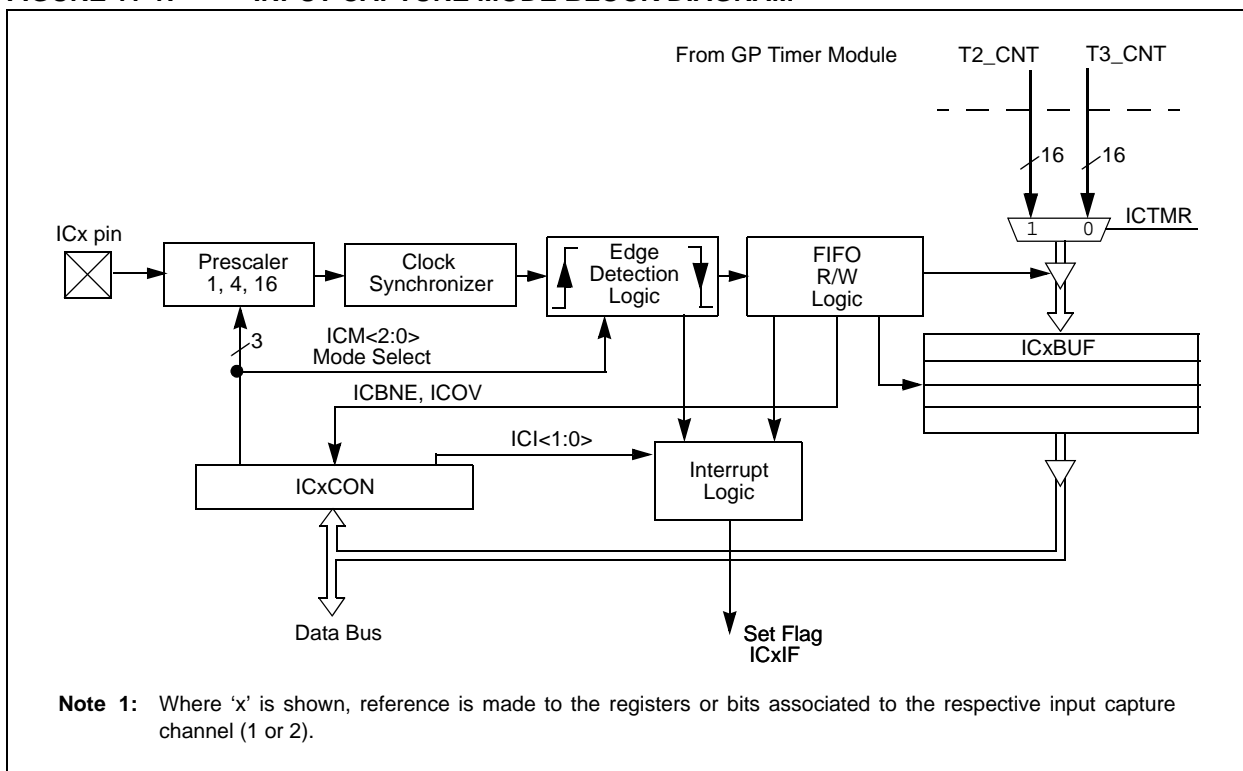 From GP Timer Module T2_CNT T3_CNT
16 16
ICTMR
1 0
ICx pin
Prescaler
1, 4, 16
Clock
Synchronizer
Edge
Detection
Logic
FIFO
R/W
Logic
3
ICM<2:0>
Mode Select
ICxBUF
ICBNE, ICOV
ICI<1:0>
Interrupt
Logic
ICxCON
Data Bus
Set Flag
ICxIF
Note 1: Where ‘x’ is shown, reference is made to the registers or bits associated to the respective input capture
channel (1 or 2).